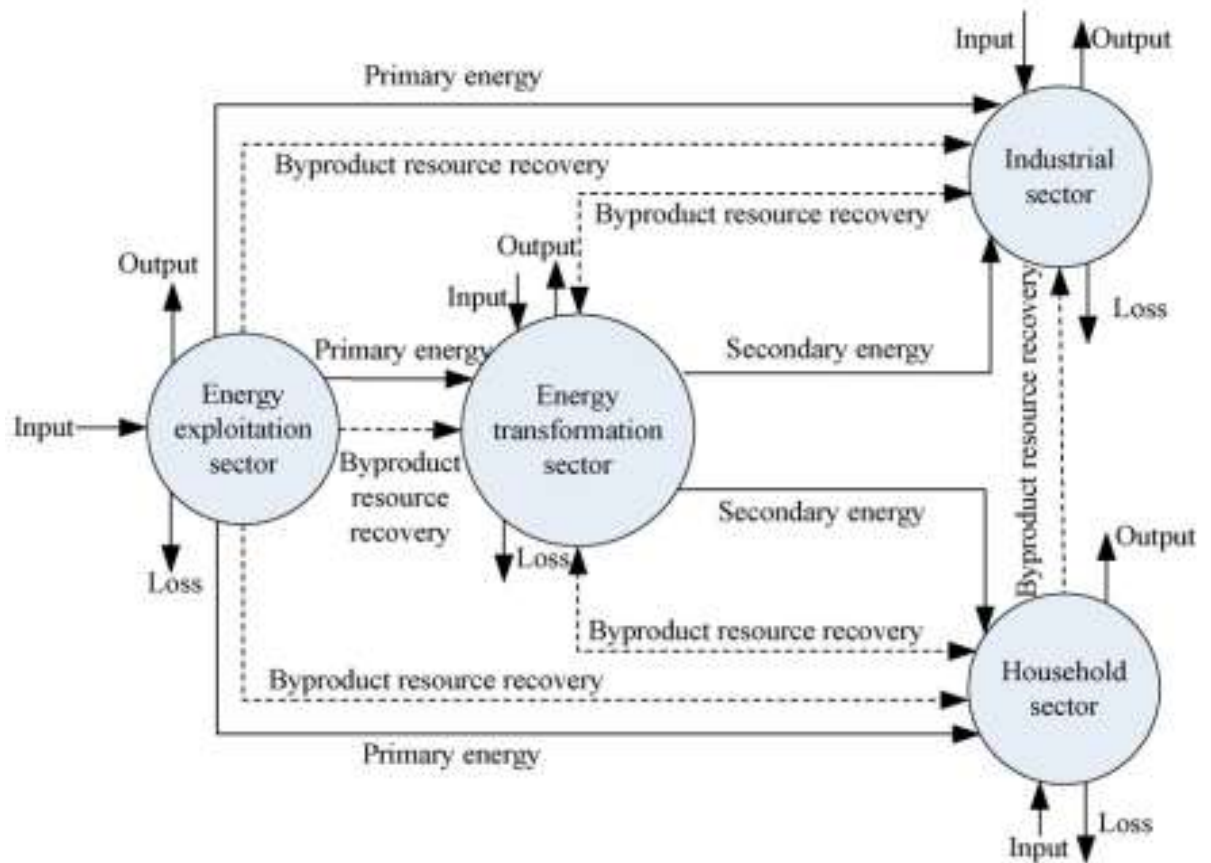 Input
Output
Primary energy
Byproduct resource recovery
Industrial
sector
Byproduct resource recovery
Output
Output
Input
Loss
Primary energy
Secondary energy
Byproduct resource recovery
Energy
exploitation
sector
Input
Energy
transformation
sector
Byproduct
resource
recovery
Secondary energy
Loss
Loss
Output
Byproduct resource recovery
Byproduct resource recovery
Household
sector
Primary energy
Input
Loss